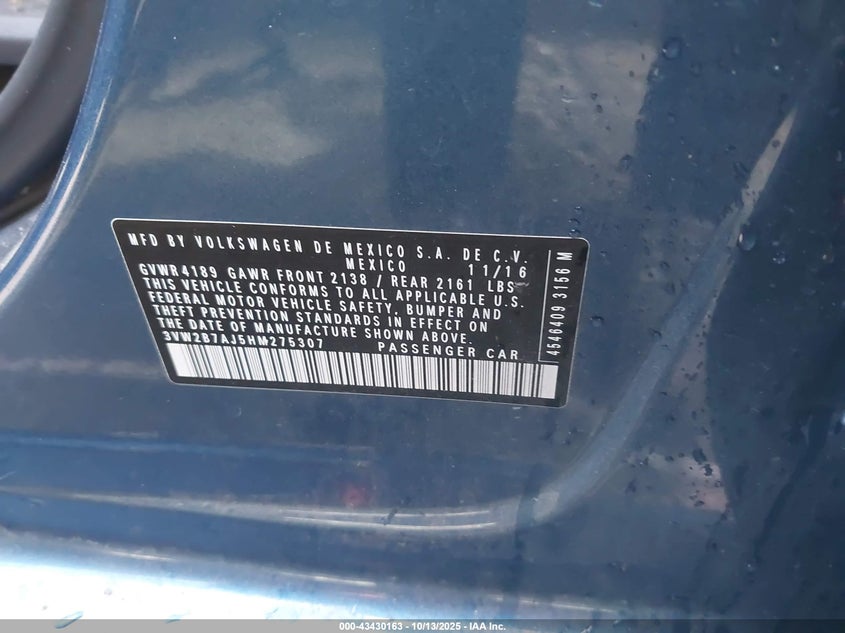 MFD BY VOLKSWAGEN DE MEXICO S.A. DE C.V.
MEXICO 11/16
GVWR4189 GAWR FRONT 2138 / REAR 2161 LBS
THIS VEHICLE CONFORMS TO ALL APPLICABLE U.S.
FEDERAL MOTOR VEHICLE SAFETY, BUMPER AND
THEFT PREVENTION STANDARDS IN EFFECT ON
THE DATE OF MANUFACTURE SHOWN ABOVE.
3VW2B7AJ5HM275307 PASSENGER CAR
4546409 3156 M
000-43430163 - 10/13/2025 - IAA Inc.